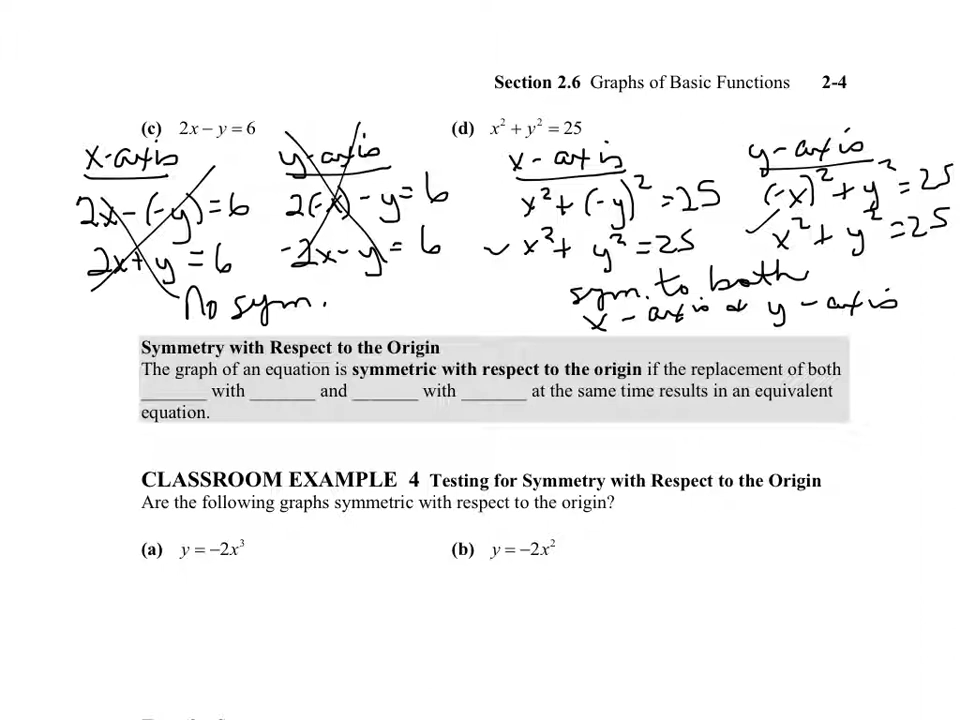 Section 2.6 Graphs of Basic Functions 2-4
(c) 2x − y = 6
(d) x² + y² = 25
x-axis
2x - (-y) = 6
2x + y = 6
No sym.
y-axis
2(-x) - y = 6
-2x - y = 6
x-axis
x² + (-y)² = 25
✓ x² + y² = 25
y-axis
(-x)² + y² = 25
✓ x² + y² = 25
sym. to both
x-axis & y-axis
Symmetry with Respect to the Origin
The graph of an equation is symmetric with respect to the origin if the replacement of both
_______ with _______ and _______ with _______ at the same time results in an equivalent
equation.
CLASSROOM EXAMPLE 4 Testing for Symmetry with Respect to the Origin
Are the following graphs symmetric with respect to the origin?
(a) y = −2x³
(b) y = −2x²